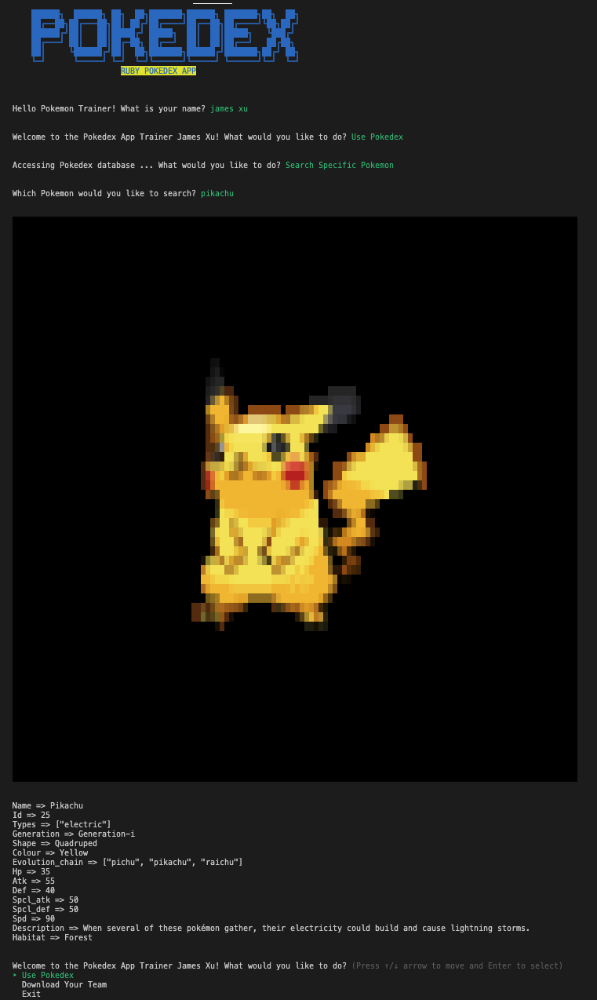 POKEDEX
RUBY POKEDEX APP
Hello Pokemon Trainer! What is your name? james xu
Welcome to the Pokedex App Trainer James Xu! What would you like to do? Use Pokedex
Accessing Pokedex database ... What would you like to do? Search Specific Pokemon
Which Pokemon would you like to search? pikachu
Name => Pikachu
Id => 25
Types => ["electric"]
Generation => Generation-i
Shape => Quadruped
Colour => Yellow
Evolution_chain => ["pichu", "pikachu", "raichu"]
Hp => 35
Atk => 55
Def => 40
Spcl_atk => 50
Spcl_def => 50
Spd => 90
Description => When several of these pokémon gather, their electricity could build and cause lightning storms.
Habitat => Forest
Welcome to the Pokedex App Trainer James Xu! What would you like to do? (Press ↑/↓ arrow to move and Enter to select)
‣ Use Pokedex
Download Your Team
Exit